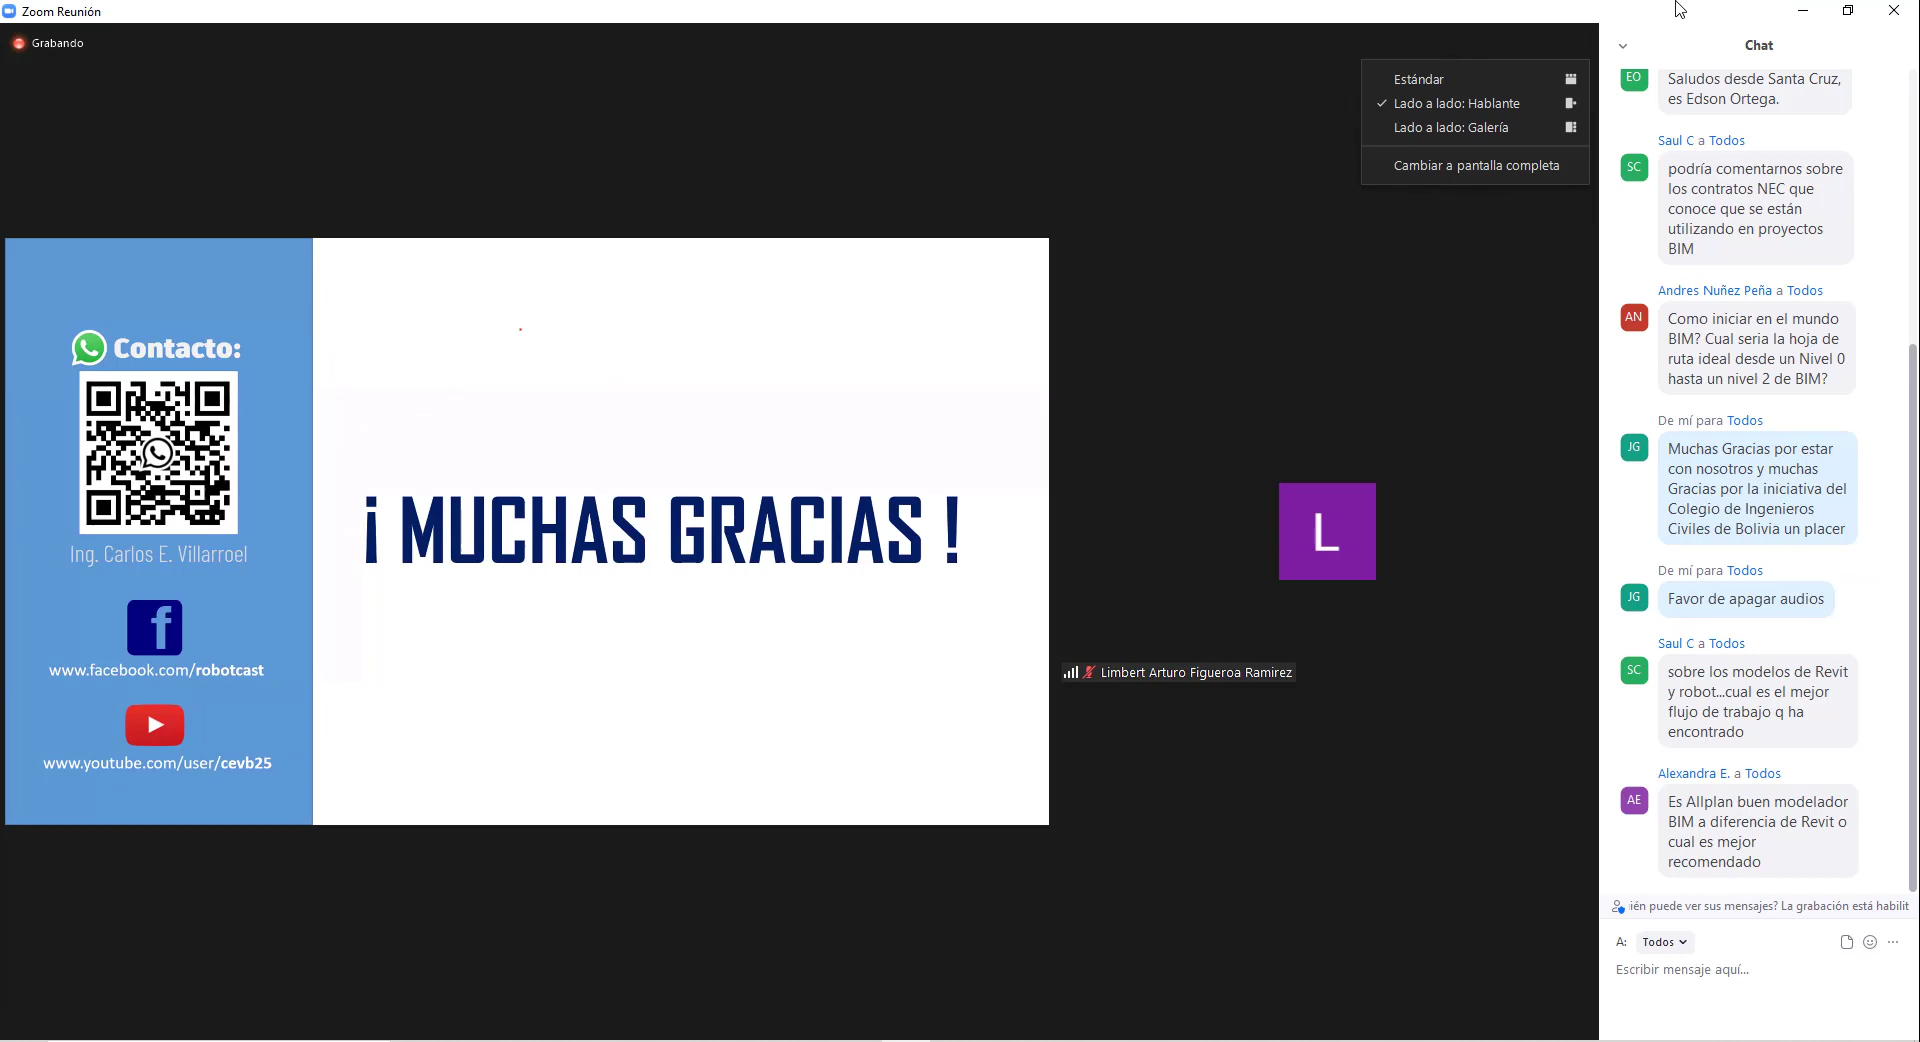 Zoom Reunión
Grabando
Estándar
Lado a lado: Hablante
Lado a lado: Galería
Cambiar a pantalla completa
Contacto:
Ing. Carlos E. Villarroel
f
www.facebook.com/robotcast
www.youtube.com/user/cevb25
¡ MUCHAS GRACIAS !
L
Limbert Arturo Figueroa Ramirez
Chat
EO
Saludos desde Santa Cruz,
es Edson Ortega.
Saul C a Todos
SC
podría comentarnos sobre
los contratos NEC que
conoce que se están
utilizando en proyectos
BIM
Andres Nuñez Peña a Todos
AN
Como iniciar en el mundo
BIM? Cual seria la hoja de
ruta ideal desde un Nivel 0
hasta un nivel 2 de BIM?
De mí para Todos
JG
Muchas Gracias por estar
con nosotros y muchas
Gracias por la iniciativa del
Colegio de Ingenieros
Civiles de Bolivia un placer
De mí para Todos
JG
Favor de apagar audios
Saul C a Todos
SC
sobre los modelos de Revit
y robot...cual es el mejor
flujo de trabajo q ha
encontrado
Alexandra E. a Todos
AE
Es Allplan buen modelador
BIM a diferencia de Revit o
cual es mejor
recomendado
ién puede ver sus mensajes? La grabación está habilit
A: Todos
Escribir mensaje aquí...